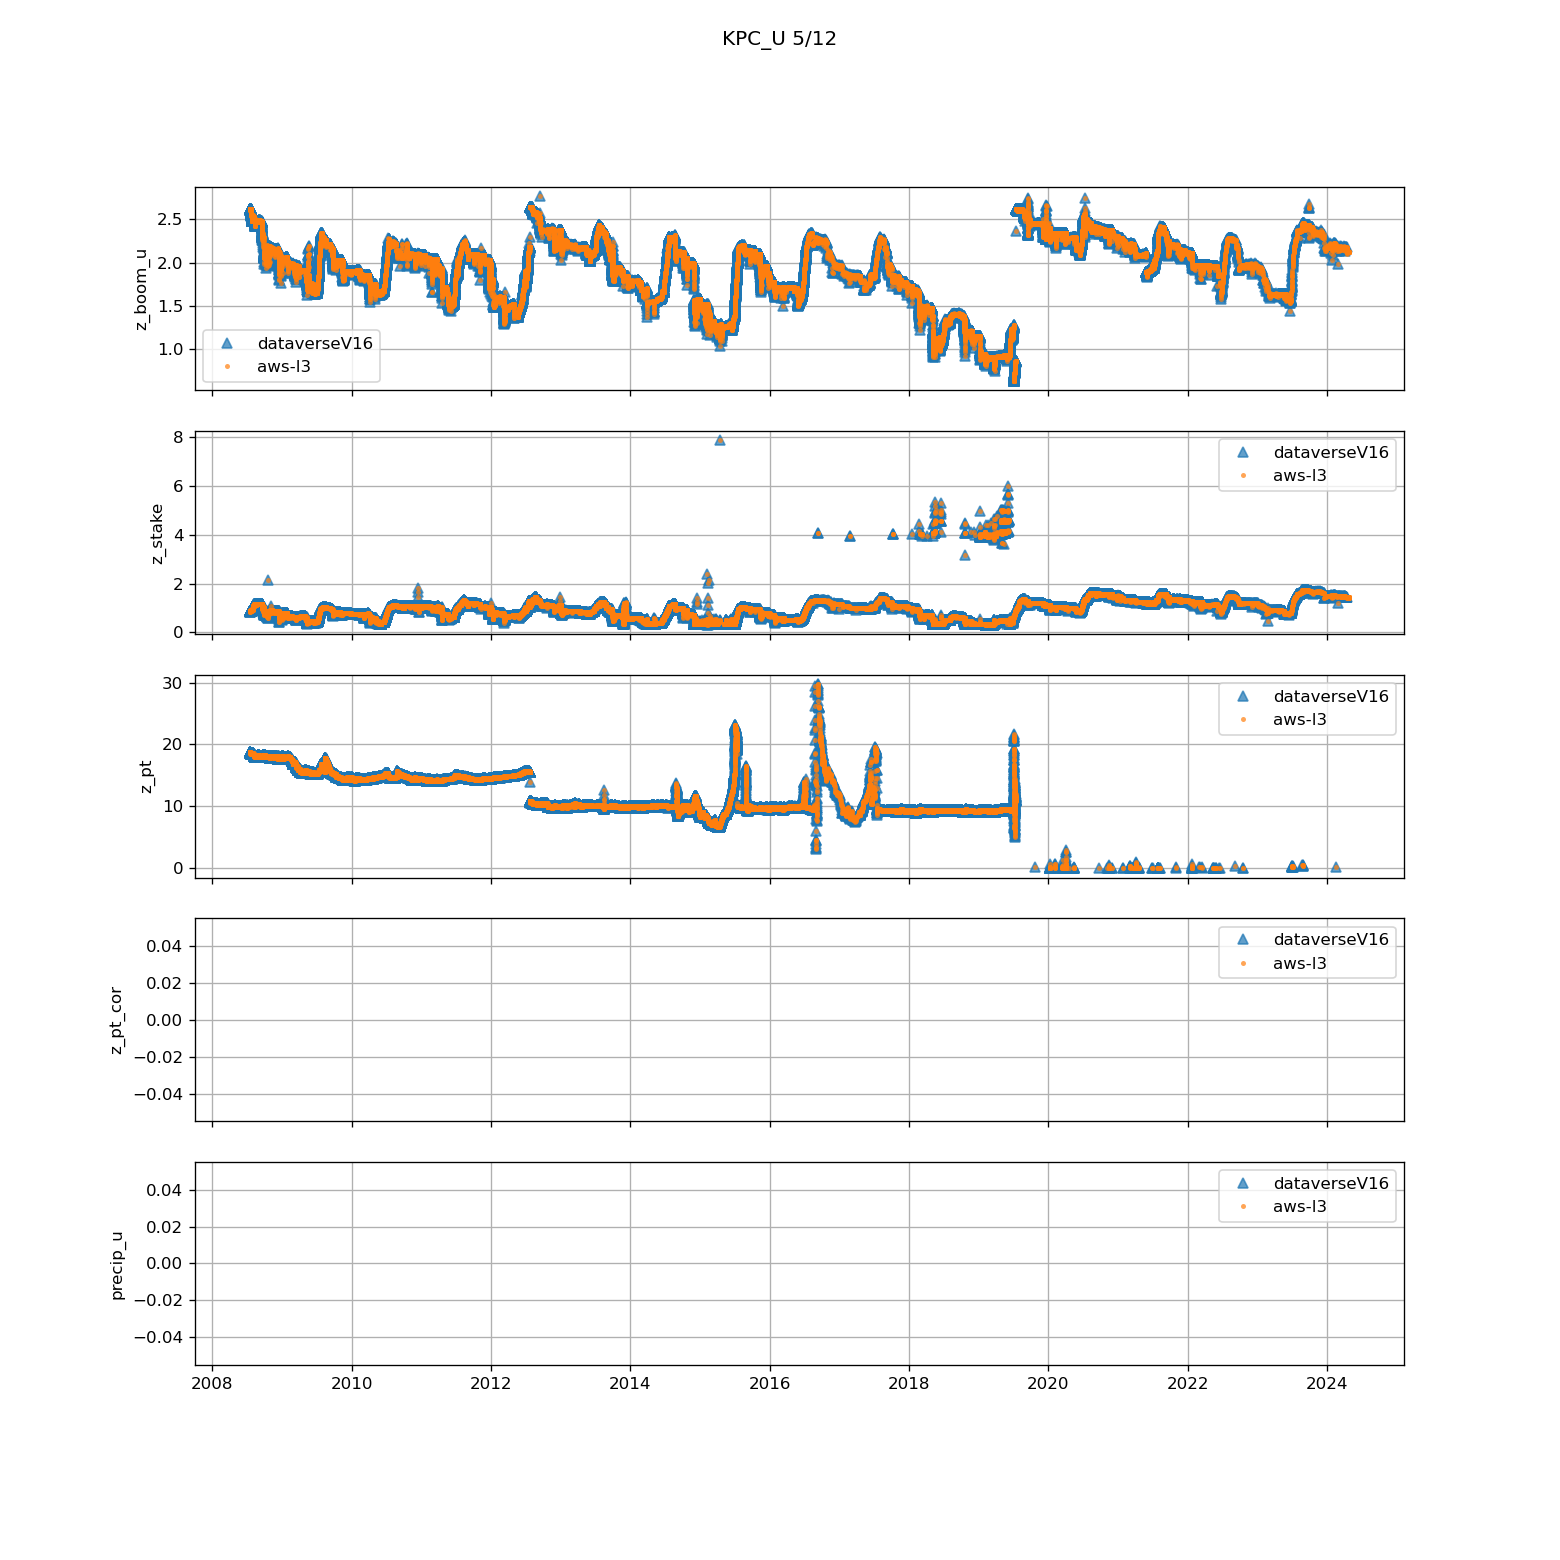 KPC_U 5/12
z_boom_u
2.5
2.0
1.5
1.0
dataverseV16
aws-l3
z_stake
8
6
4
2
0
dataverseV16
aws-l3
z_pt
30
20
10
0
dataverseV16
aws-l3
z_pt_cor
0.04
0.02
0.00
−0.02
−0.04
dataverseV16
aws-l3
precip_u
0.04
0.02
0.00
−0.02
−0.04
dataverseV16
aws-l3
2008 2010 2012 2014 2016 2018 2020 2022 2024